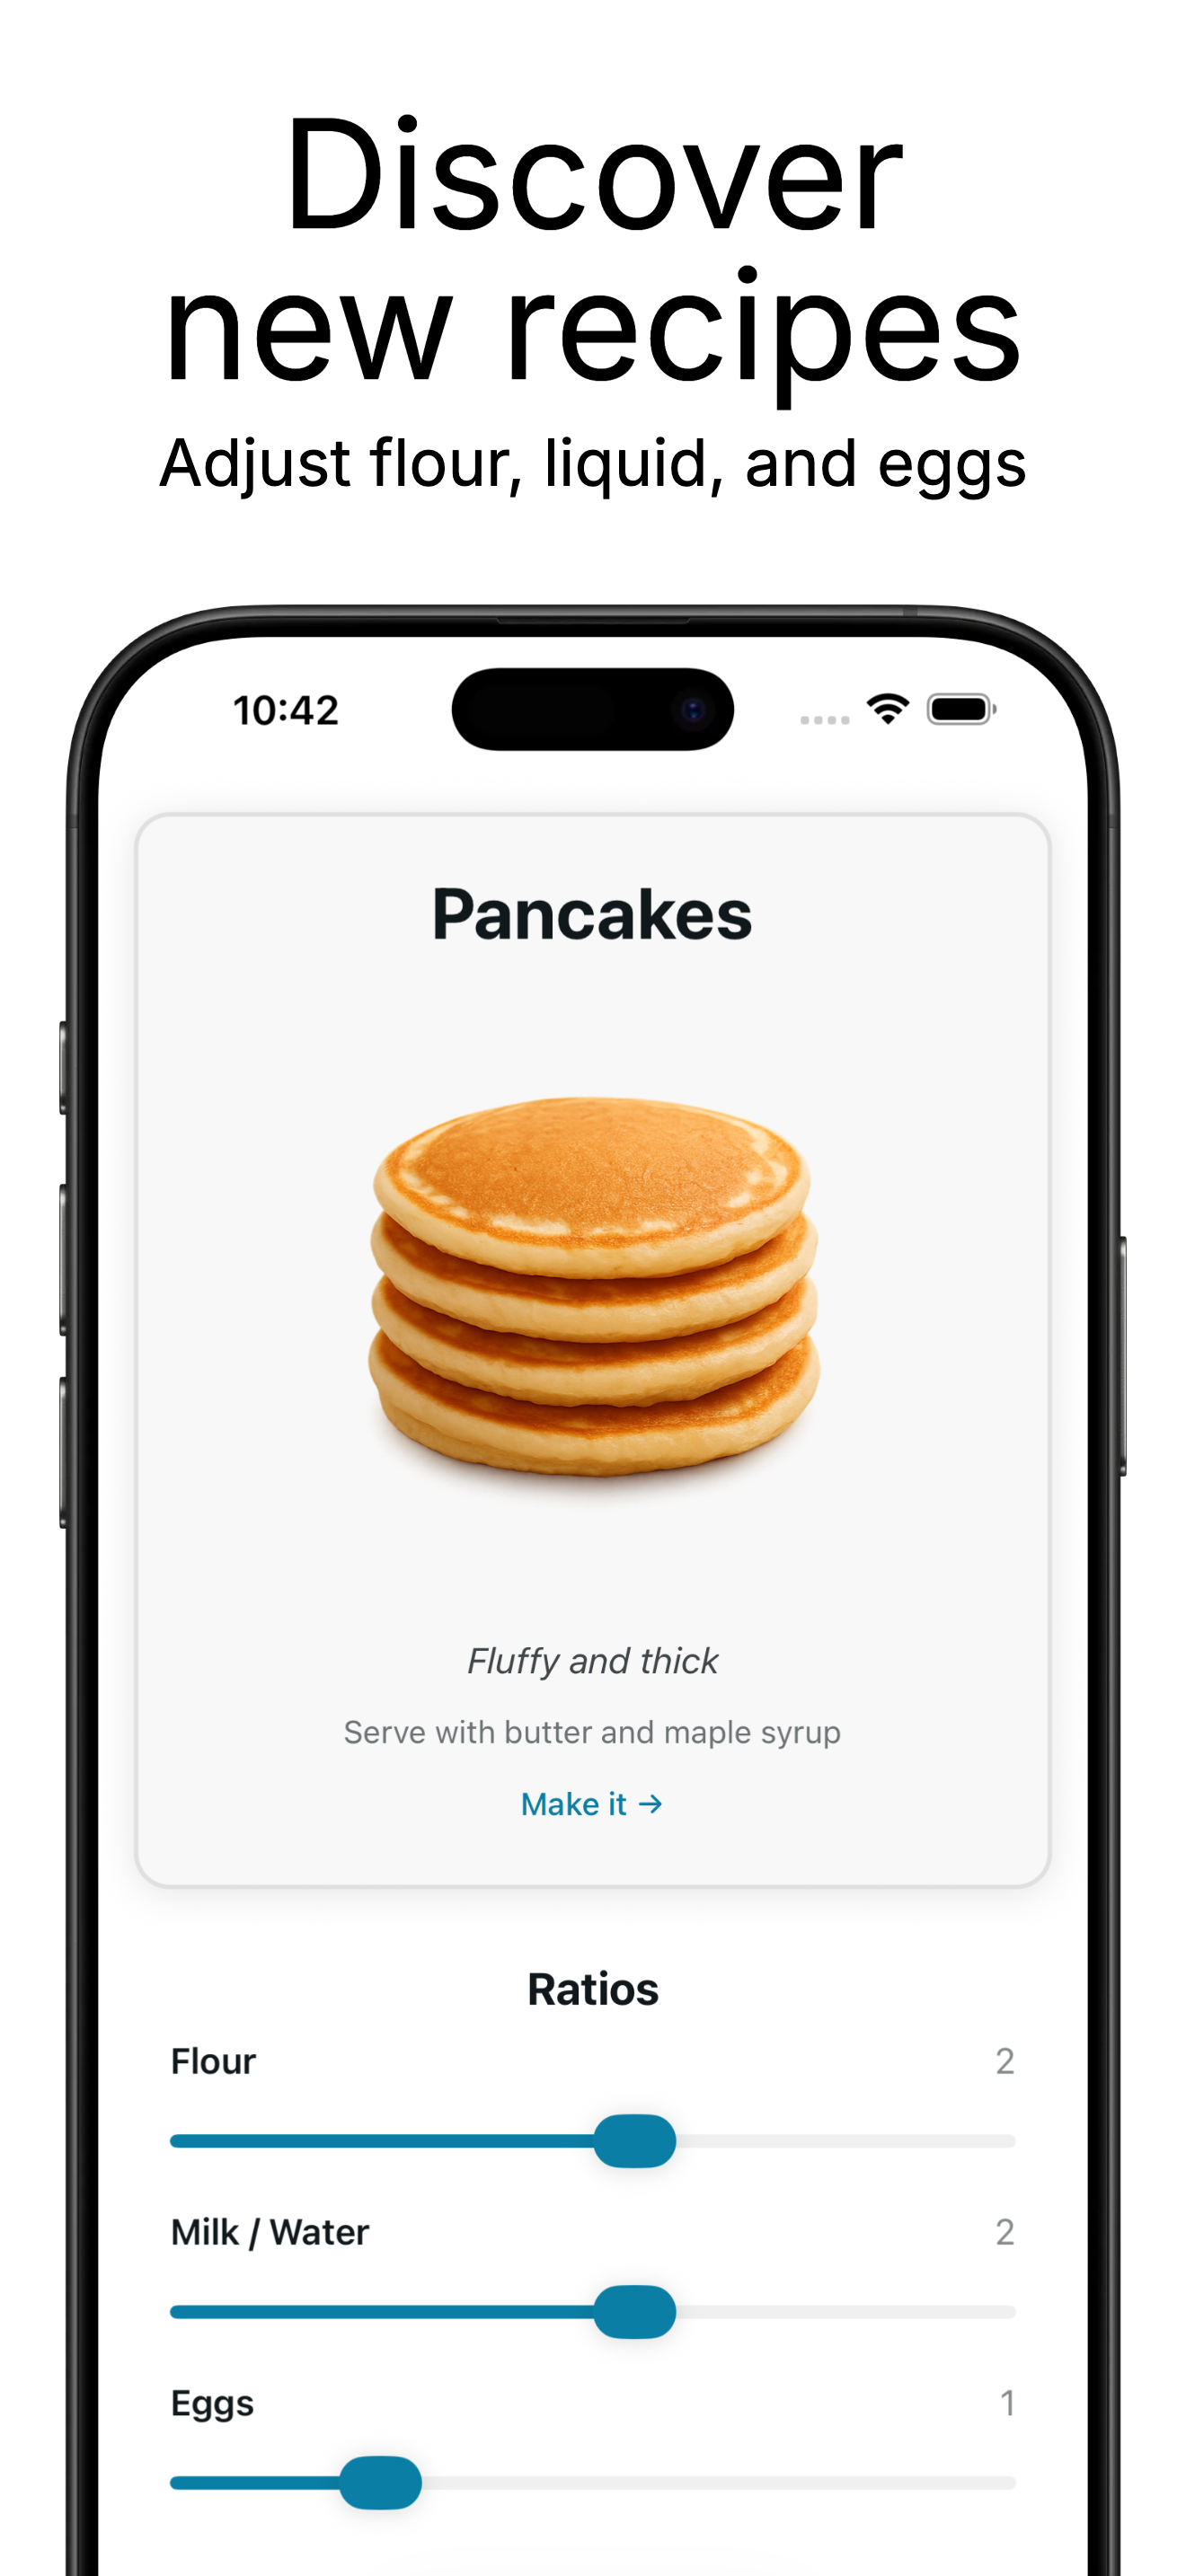 Discover
new recipes
Adjust flour, liquid, and eggs
10:42
Pancakes
Fluffy and thick
Serve with butter and maple syrup
Make it →
Ratios
Flour 2
Milk / Water 2
Eggs 1